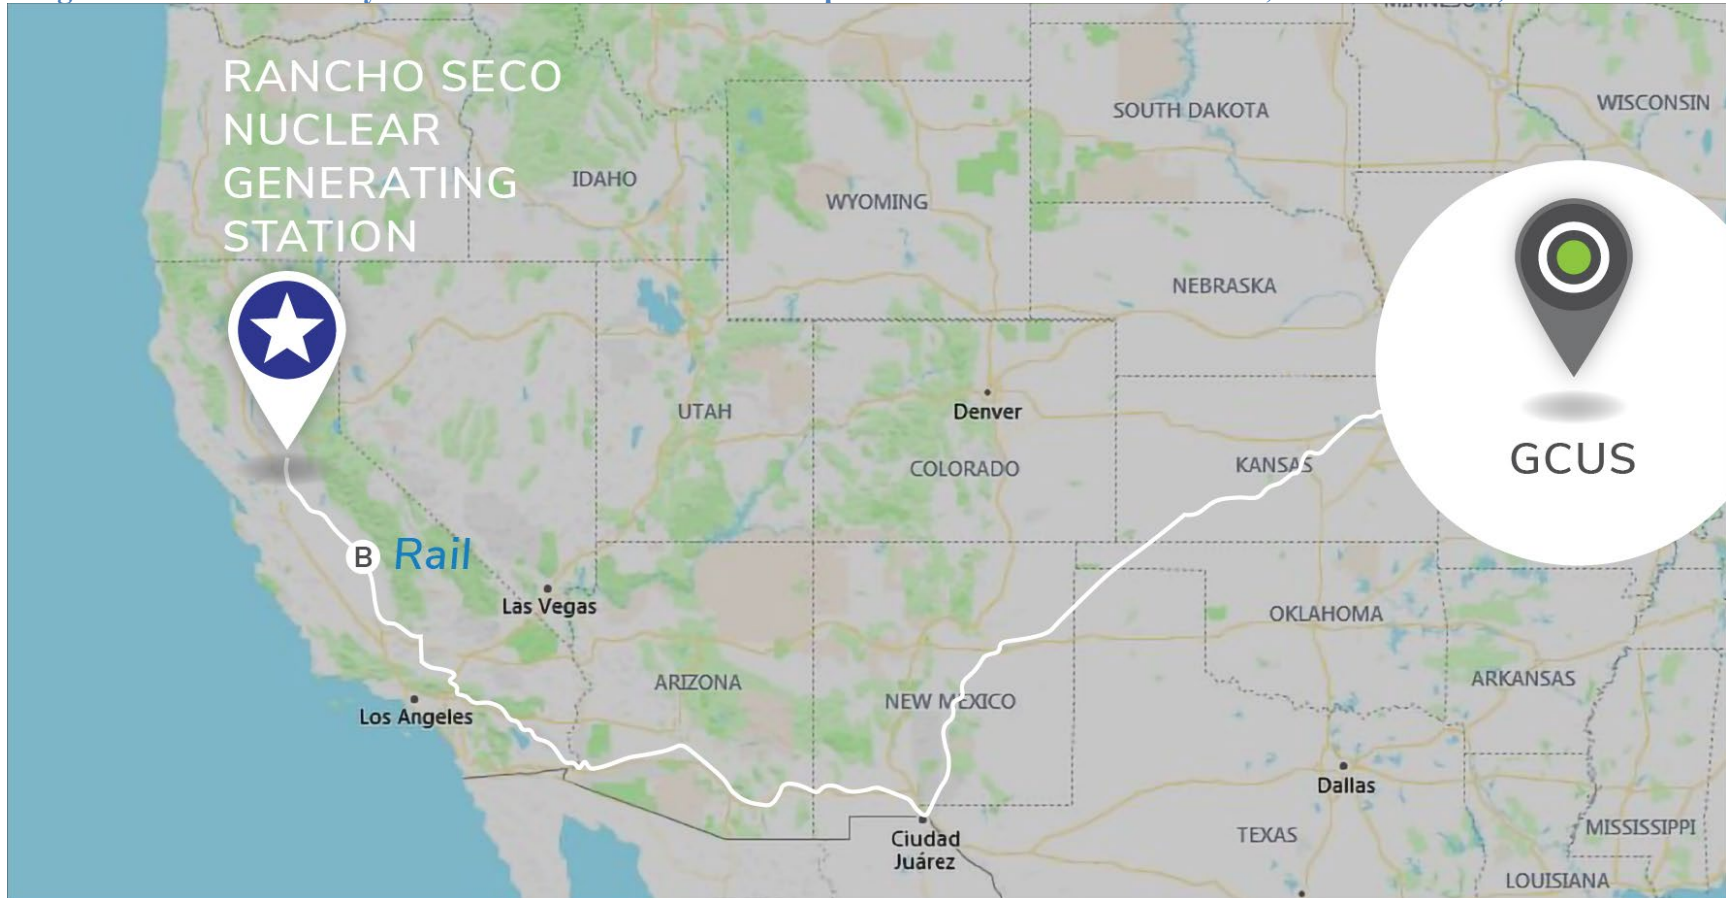 RANCHO SECO
NUCLEAR
GENERATING
STATION
IDAHO
WYOMING
SOUTH DAKOTA
WISCONSIN
NEBRASKA
UTAH
Denver
COLORADO
KANSAS
GCUS
B Rail
Las Vegas
OKLAHOMA
ARIZONA
NEW MEXICO
ARKANSAS
Los Angeles
Dallas
Ciudad
Juárez
TEXAS
MISSISSIPPI
LOUISIANA